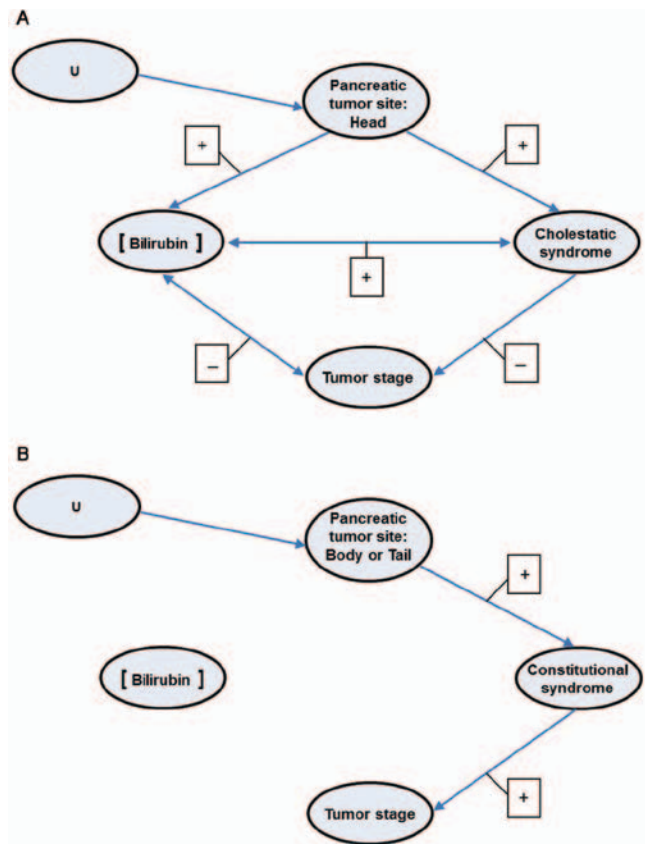 A
U
Pancreatic
tumor site:
Head
+
+
[ Bilirubin ]
Cholestatic
syndrome
+
–
–
Tumor stage
B
U
Pancreatic
tumor site:
Body or Tail
+
[ Bilirubin ]
Constitutional
syndrome
+
Tumor stage